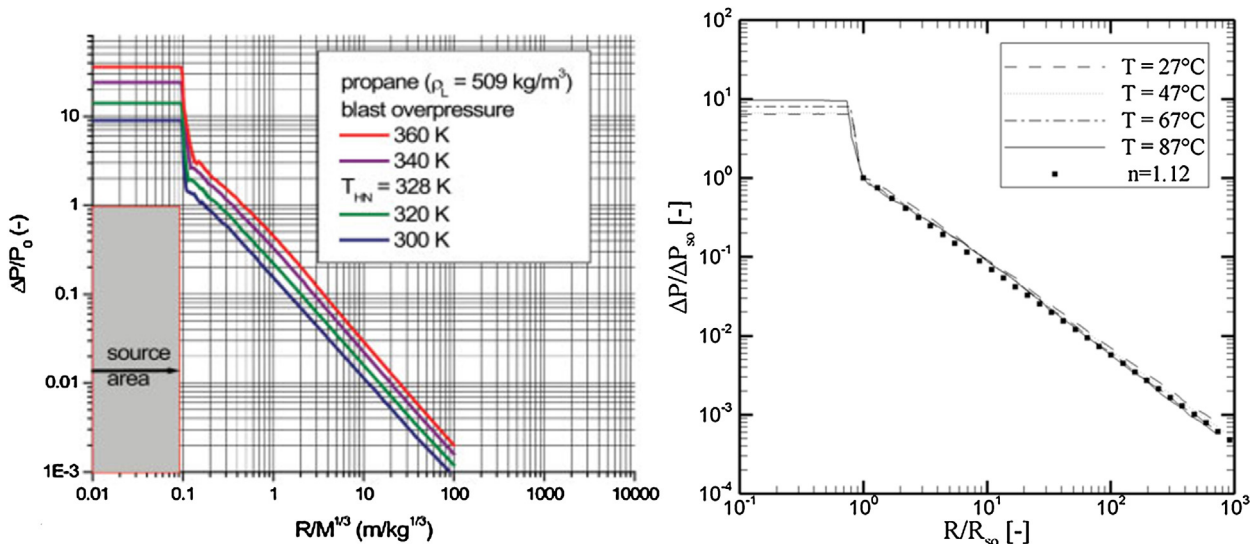 10
1
0.1
0.01
1E-3
ΔP/P₀ (-)
propane (ρL = 509 kg/m³)
blast overpressure
360 K
340 K
THN = 328 K
320 K
300 K
source
area
0.01 0.1 1 10 100 1000 10000
R/M^1/3 (m/kg^1/3)
10²
10¹
10⁰
10⁻¹
10⁻²
10⁻³
10⁻⁴
ΔP/ΔPso [-]
T = 27°C
T = 47°C
T = 67°C
T = 87°C
n=1.12
10⁻¹ 10⁰ 10¹ 10² 10³
R/Rso [-]